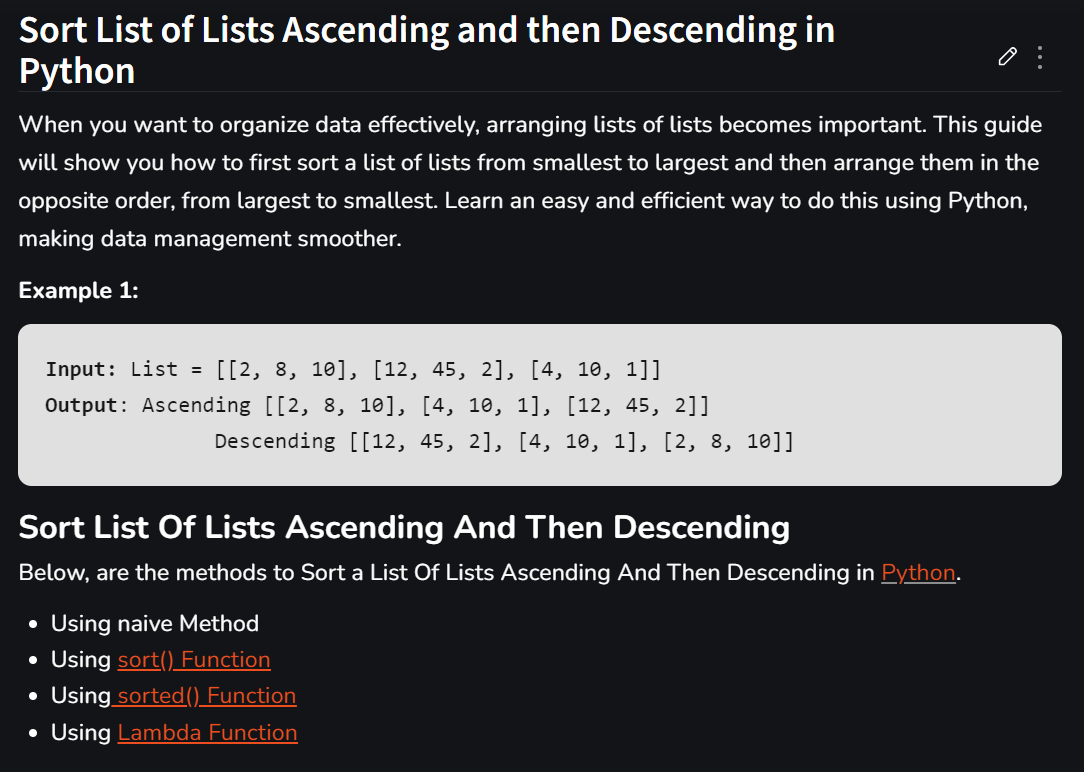 Sort List of Lists Ascending and then Descending in
Python
When you want to organize data effectively, arranging lists of lists becomes important. This guide
will show you how to first sort a list of lists from smallest to largest and then arrange them in the
opposite order, from largest to smallest. Learn an easy and efficient way to do this using Python,
making data management smoother.
Example 1:
Input: List = [[2, 8, 10], [12, 45, 2], [4, 10, 1]]
Output: Ascending [[2, 8, 10], [4, 10, 1], [12, 45, 2]]
Descending [[12, 45, 2], [4, 10, 1], [2, 8, 10]]
Sort List Of Lists Ascending And Then Descending
Below, are the methods to Sort a List Of Lists Ascending And Then Descending in Python.
Using naive Method
Using sort() Function
Using sorted() Function
Using Lambda Function